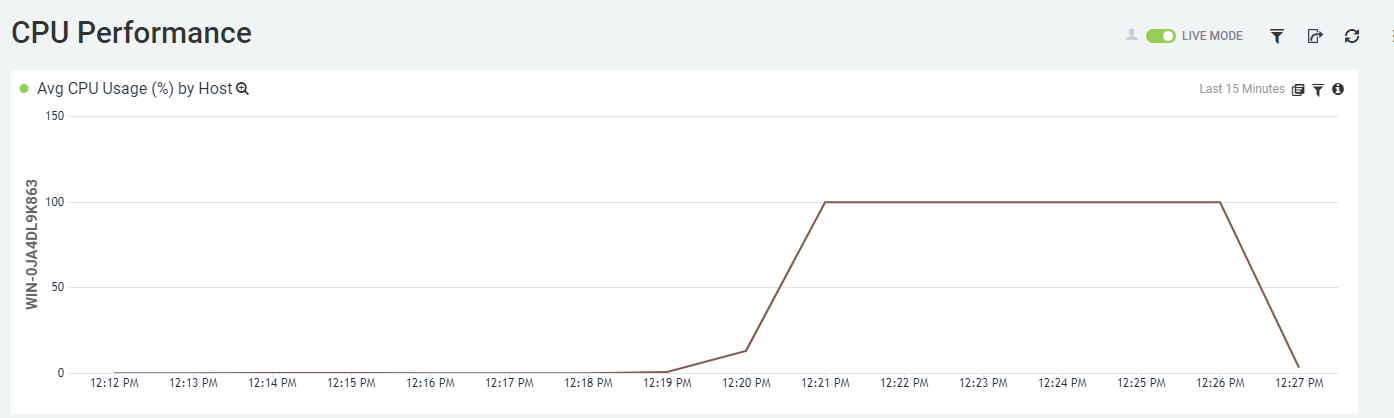 CPU Performance
LIVE MODE
Avg CPU Usage (%) by Host
Last 15 Minutes
150
100
50
0
WIN-0JA4DL9K863
12:12 PM 12:13 PM 12:14 PM 12:15 PM 12:16 PM 12:17 PM 12:18 PM 12:19 PM 12:20 PM 12:21 PM 12:22 PM 12:23 PM 12:24 PM 12:25 PM 12:26 PM 12:27 PM